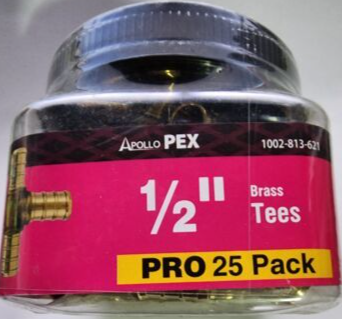 APOLLO PEX
1002-813-621
1/2"
Brass
Tees
PRO 25 Pack